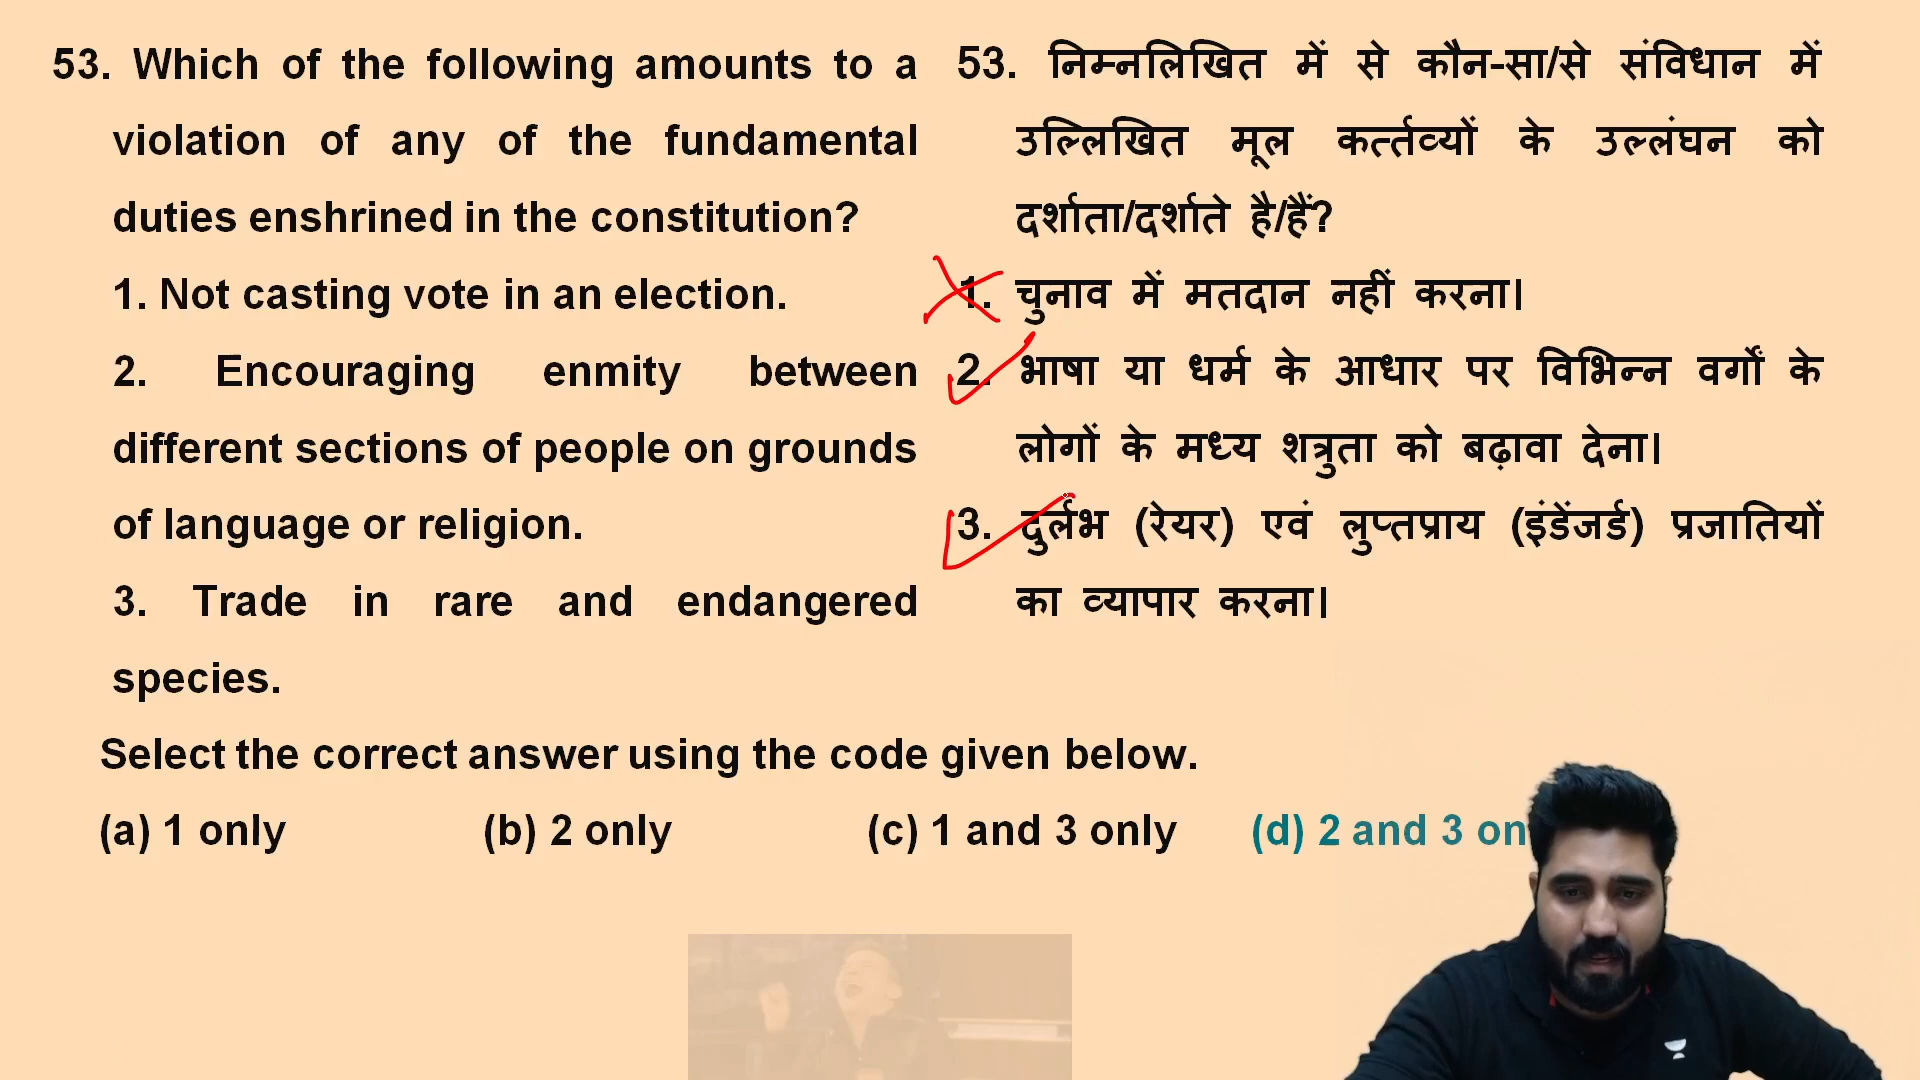 53. Which of the following amounts to a
violation of any of the fundamental
duties enshrined in the constitution?
1. Not casting vote in an election.
2. Encouraging enmity between
different sections of people on grounds
of language or religion.
3. Trade in rare and endangered
species.
53. निम्नलिखित में से कौन-सा/से संविधान में
उल्लिखित मूल कर्त्तव्यों के उल्लंघन को
दर्शाता/दर्शाते है/हैं?
1. चुनाव में मतदान नहीं करना।
2. भाषा या धर्म के आधार पर विभिन्न वर्गों के
लोगों के मध्य शत्रुता को बढ़ावा देना।
3. दुर्लभ (रेयर) एवं लुप्तप्राय (इंडेंजर्ड) प्रजातियों
का व्यापार करना।
Select the correct answer using the code given below.
(a) 1 only (b) 2 only (c) 1 and 3 only (d) 2 and 3 on